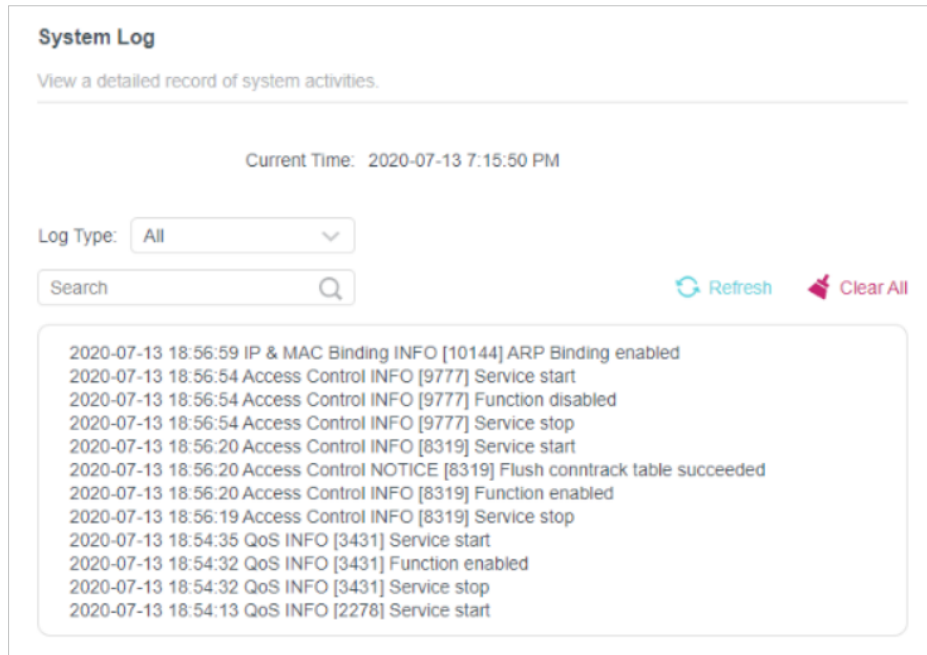 System Log
View a detailed record of system activities.
Current Time: 2020-07-13 7:15:50 PM
Log Type: All
Search
Refresh Clear All
2020-07-13 18:56:59 IP & MAC Binding INFO [10144] ARP Binding enabled
2020-07-13 18:56:54 Access Control INFO [9777] Service start
2020-07-13 18:56:54 Access Control INFO [9777] Function disabled
2020-07-13 18:56:54 Access Control INFO [9777] Service stop
2020-07-13 18:56:20 Access Control INFO [8319] Service start
2020-07-13 18:56:20 Access Control NOTICE [8319] Flush conntrack table succeeded
2020-07-13 18:56:20 Access Control INFO [8319] Function enabled
2020-07-13 18:56:19 Access Control INFO [8319] Service stop
2020-07-13 18:54:35 QoS INFO [3431] Service start
2020-07-13 18:54:32 QoS INFO [3431] Function enabled
2020-07-13 18:54:32 QoS INFO [3431] Service stop
2020-07-13 18:54:13 QoS INFO [2278] Service start